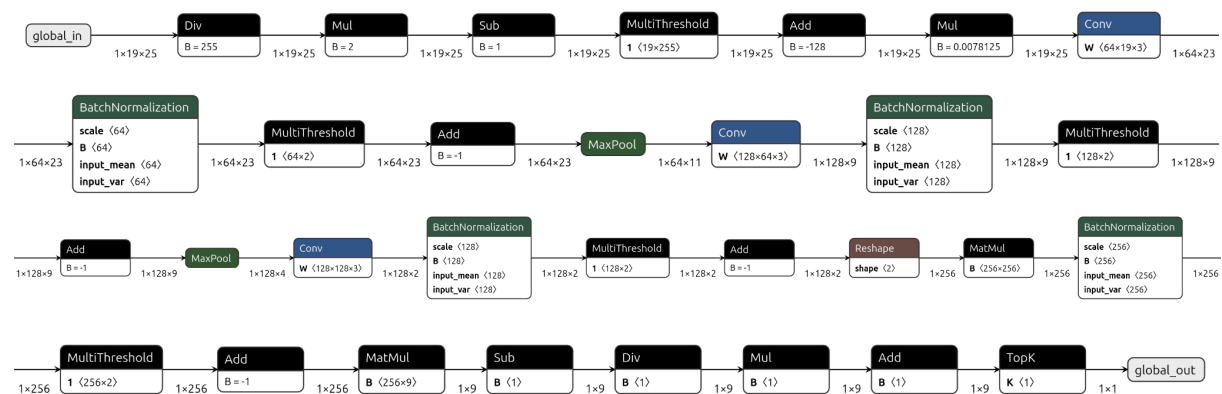 global_in
1×19×25
Div
B = 255
1×19×25
Mul
B = 2
1×19×25
Sub
B = 1
1×19×25
MultiThreshold
1 ⟨19×255⟩
1×19×25
Add
B = -128
1×19×25
Mul
B = 0.0078125
1×19×25
Conv
W ⟨64×19×3⟩
1×64×23
1×64×23
BatchNormalization
scale ⟨64⟩
B ⟨64⟩
input_mean ⟨64⟩
input_var ⟨64⟩
1×64×23
MultiThreshold
1 ⟨64×2⟩
1×64×23
Add
B = -1
1×64×23
MaxPool
1×64×11
Conv
W ⟨128×64×3⟩
1×128×9
BatchNormalization
scale ⟨128⟩
B ⟨128⟩
input_mean ⟨128⟩
input_var ⟨128⟩
1×128×9
MultiThreshold
1 ⟨128×2⟩
1×128×9
1×128×9
Add
B = -1
1×128×9
MaxPool
1×128×4
Conv
W ⟨128×128×3⟩
1×128×2
BatchNormalization
scale ⟨128⟩
B ⟨128⟩
input_mean ⟨128⟩
input_var ⟨128⟩
1×128×2
MultiThreshold
1 ⟨128×2⟩
1×128×2
Add
B = -1
1×128×2
Reshape
shape ⟨2⟩
1×256
MatMul
B ⟨256×256⟩
1×256
BatchNormalization
scale ⟨256⟩
B ⟨256⟩
input_mean ⟨256⟩
input_var ⟨256⟩
1×256
MultiThreshold
1 ⟨256×2⟩
1×256
Add
B = -1
1×256
MatMul
B ⟨256×9⟩
1×9
Sub
B ⟨1⟩
1×9
Div
B ⟨1⟩
1×9
Mul
B ⟨1⟩
1×9
Add
B ⟨1⟩
1×9
TopK
K ⟨1⟩
1×1
global_out